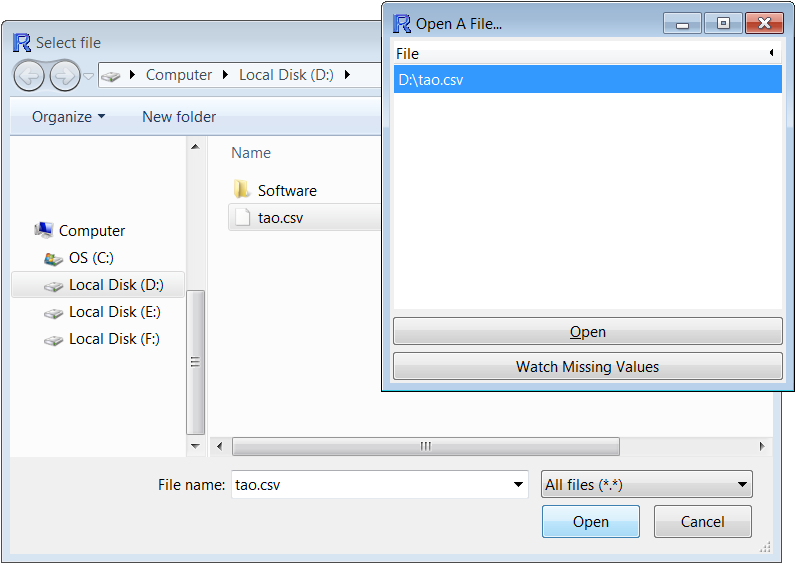 Select file
Computer Local Disk (D:)
Organize New folder
Name
Software
tao.csv
Computer
OS (C:)
Local Disk (D:)
Local Disk (E:)
Local Disk (F:)
File name: tao.csv All files (*.*)
Open Cancel
Open A File...
File
D:\tao.csv
Open
Watch Missing Values